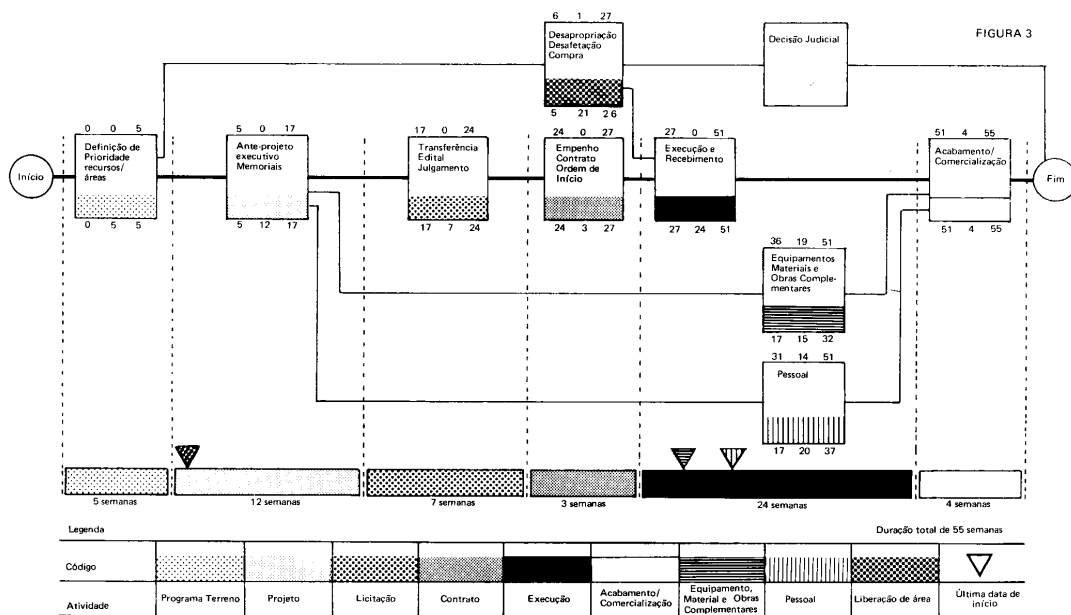 FIGURA 3
6 1 27
Desapropriação
Desafetação
Compra
5 21 26
Decisão Judicial
Início
0 0 5
Definição de
Prioridade
recursos/
áreas
0 5 5
5 0 17
Ante-projeto
executivo
Memoriais
5 12 17
17 0 24
Transferência
Edital
Julgamento
17 7 24
24 0 27
Empenho
Contrato
Ordem de
Início
24 3 27
27 0 51
Execução e
Recebimento
27 24 51
51 4 55
Acabamento/
Comercialização
51 4 55
Fim
36 19 51
Equipamentos
Materiais e
Obras Comple-
mentares
17 15 32
31 14 51
Pessoal
17 20 37
5 semanas
12 semanas
7 semanas
3 semanas
24 semanas
4 semanas
Legenda
Duração total de 55 semanas
Código
Atividade
Programa Terreno
Projeto
Licitação
Contrato
Execução
Acabamento/
Comercialização
Equipamento,
Material e Obras
Complementares
Pessoal
Liberação de área
Última data de
início